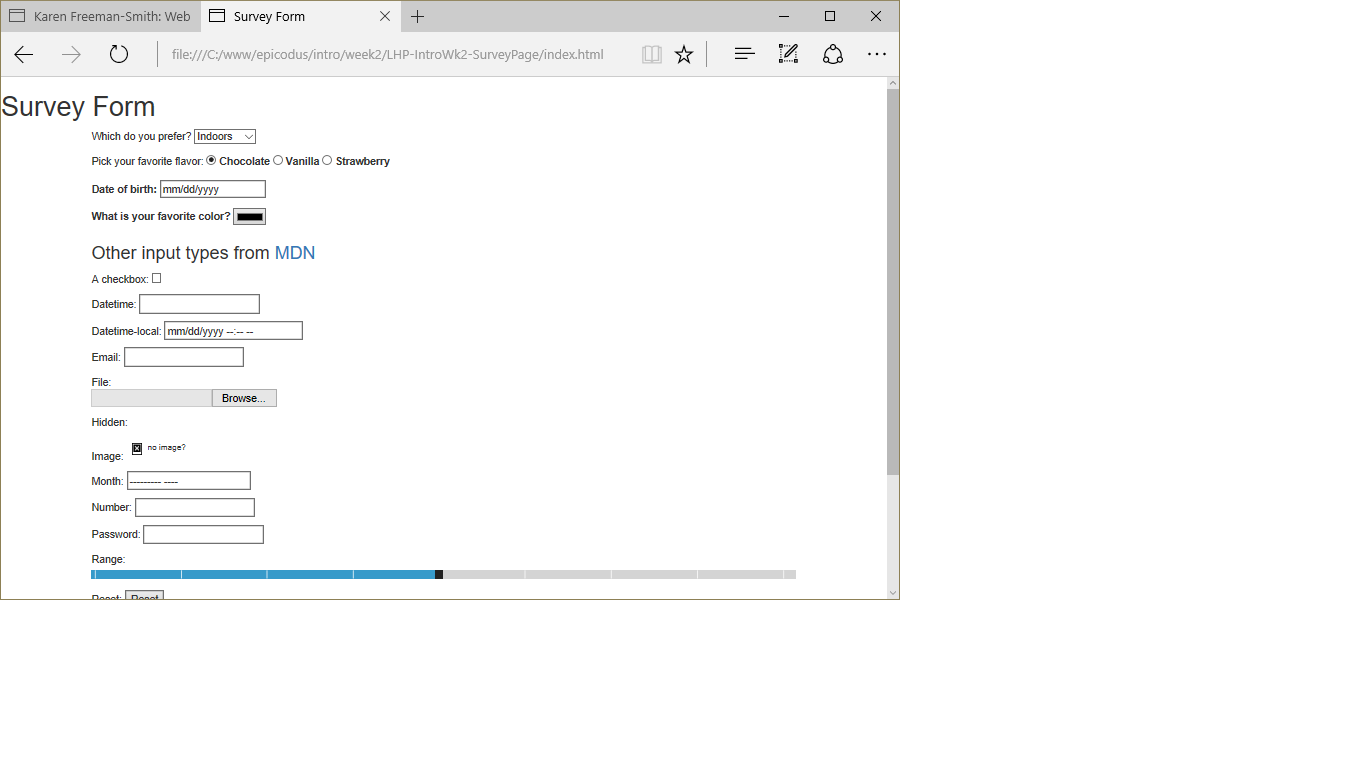 Karen Freeman-Smith: Web
Survey Form
file:///C:/www/epicodus/intro/week2/LHP-IntroWk2-SurveyPage/index.html
Survey Form
Which do you prefer? Indoors
Pick your favorite flavor: Chocolate Vanilla Strawberry
Date of birth: mm/dd/yyyy
What is your favorite color?
Other input types from MDN
A checkbox:
Datetime:
Datetime-local: mm/dd/yyyy --:-- --
Email:
File:
Browse...
Hidden:
Image: no image?
Month: --------- ----
Number:
Password:
Range:
Reset: Reset